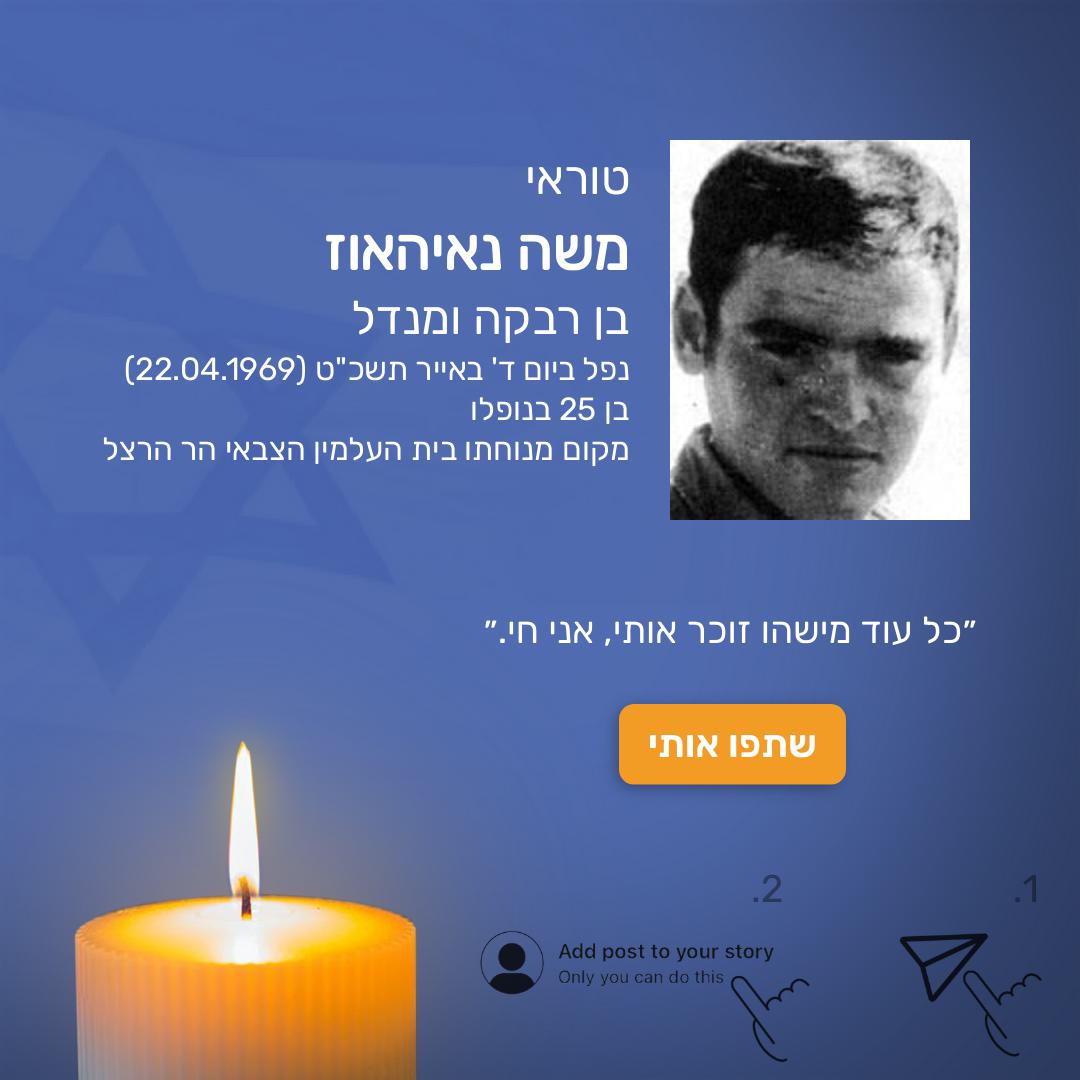 טוראי
משה נאיהאוז
בן רבקה ומנדל
נפל ביום ד' באייר תשכ"ט (22.04.1969)
בן 25 בנופלו
מקום מנוחתו בית העלמין הצבאי הר הרצל
״כל עוד מישהו זוכר אותי, אני חי.״
שתפו אותי
1.
2.
Add post to your story
Only you can do this